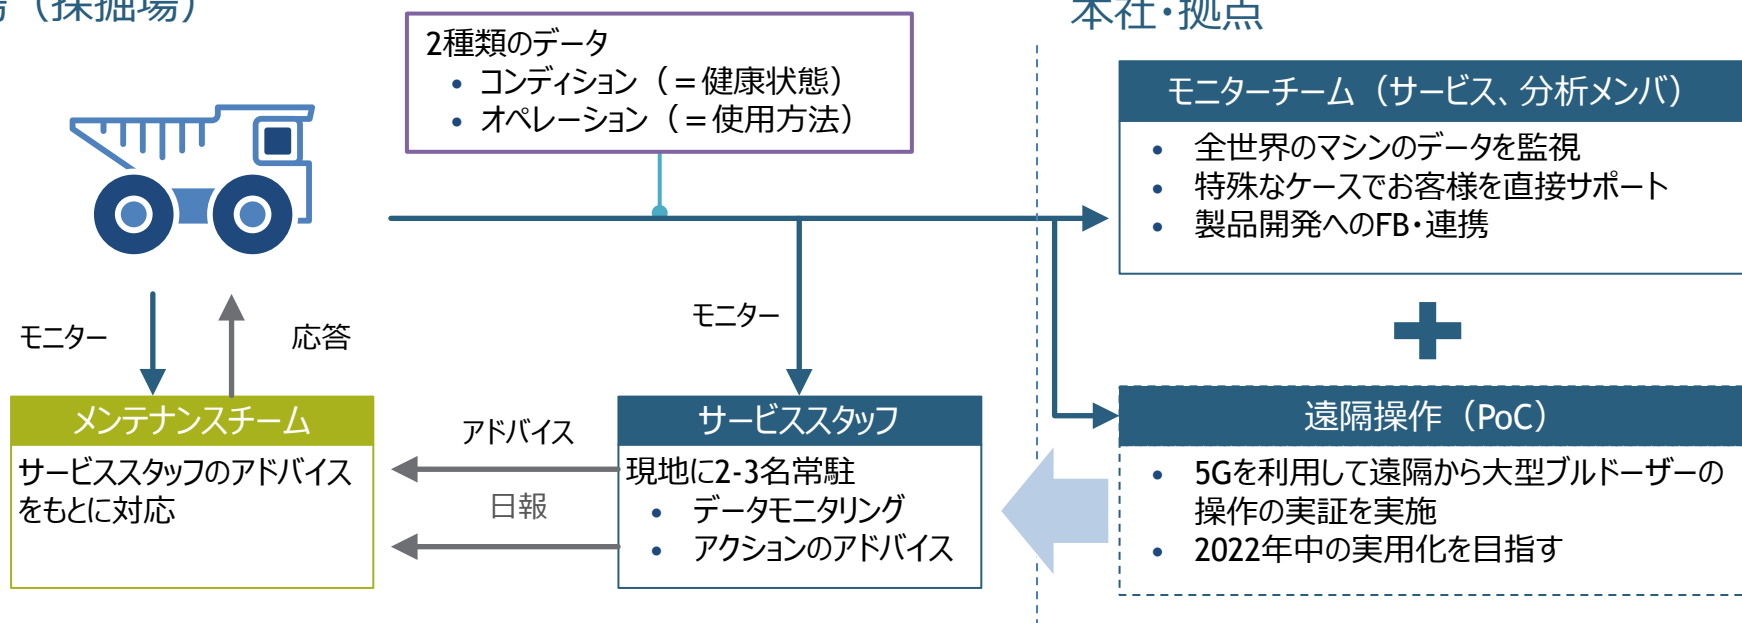 場（採掘場）
本社・拠点
2種類のデータ
• コンディション（＝健康状態）
• オペレーション（＝使用方法）
モニターチーム（サービス、分析メンバ）
• 全世界のマシンのデータを監視
• 特殊なケースでお客様を直接サポート
• 製品開発へのFB・連携
モニター
応答
モニター
メンテナンスチーム
サービススタッフのアドバイス
をもとに対応
アドバイス
日報
サービススタッフ
現地に2-3名常駐
• データモニタリング
• アクションのアドバイス
遠隔操作（PoC）
• 5Gを利用して遠隔から大型ブルドーザーの
操作の実証を実施
• 2022年中の実用化を目指す